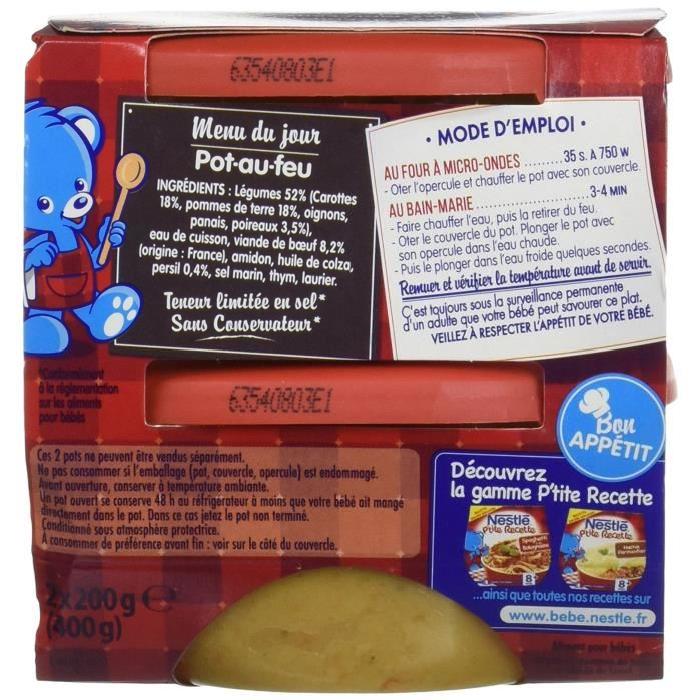 63540803E1
Menu du jour
Pot-au-feu
INGRÉDIENTS : Légumes 52% (Carottes
18%, pommes de terre 18%, oignons,
panais, poireaux 3,5%),
eau de cuisson, viande de bœuf 8,2%
(origine : France), amidon, huile de colza,
persil 0,4%, sel marin, thym, laurier.
Teneur limitée en sel*
Sans Conservateur*
• MODE D'EMPLOI •
AU FOUR À MICRO-ONDES .........35 s. À 750 W
- Oter l'opercule et chauffer le pot avec son couvercle.
AU BAIN-MARIE.........................3-4 MIN
- Faire chauffer l'eau, puis la retirer du feu.
- Oter le couvercle du pot. Plonger le pot avec
son opercule dans l'eau chaude.
- Puis le plonger dans l'eau froide quelques secondes.
Remuer et vérifier la température avant de servir.
C'est toujours sous la surveillance permanente
d'un adulte que votre bébé peut savourer ce plat.
VEILLEZ À RESPECTER L'APPÉTIT DE VOTRE BÉBÉ.
*Conformément
à la réglementation
sur les aliments
pour bébés
63540803E1
Bon
APPÉTIT
Ces 2 pots ne peuvent être vendus séparément.
Ne pas consommer si l'emballage (pot, couvercle, opercule) est endommagé.
Avant ouverture, conserver à température ambiante.
Un pot ouvert se conserve 48 h au réfrigérateur à moins que votre bébé ait mangé
directement dans le pot. Dans ce cas jetez le pot non terminé.
Conditionné sous atmosphère protectrice.
A consommer de préférence avant fin : voir sur le côté du couvercle.
Découvrez
la gamme P'tite Recette
Nestlé
P'tite Recette
Spaghetti
Bolognaise
8
Nestlé
P'tite Recette
Hachis
Parmentier
8
...ainsi que toutes nos recettes sur
www.bebe.nestle.fr
2x200g e
(400g)
Aliment pour bébés